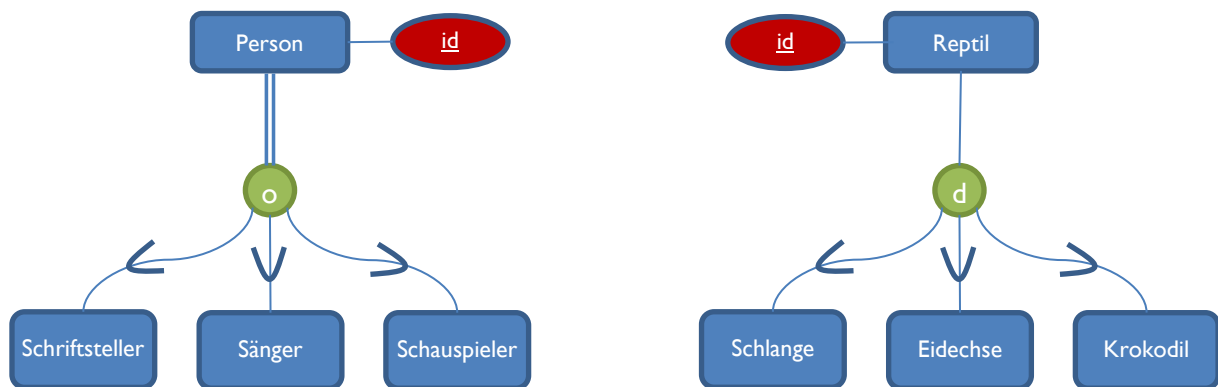 Person
id
id
Reptil
o
d
Schriftsteller
Sänger
Schauspieler
Schlange
Eidechse
Krokodil